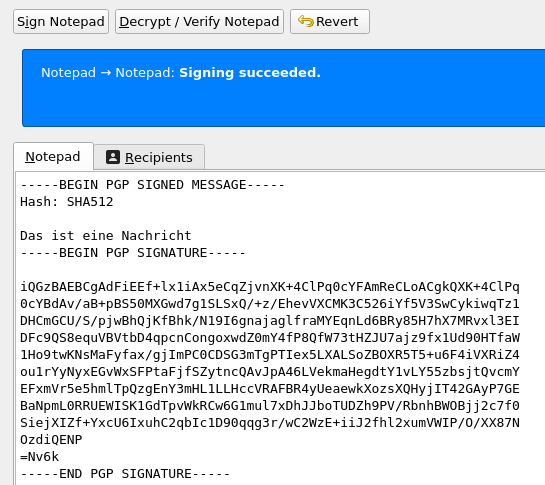 Sign Notepad
Decrypt / Verify Notepad
Revert
Notepad → Notepad: Signing succeeded.
Notepad
Recipients
-----BEGIN PGP SIGNED MESSAGE-----
Hash: SHA512
Das ist eine Nachricht
-----BEGIN PGP SIGNATURE-----
iQGzBAEBCgAdFiEEf+lx1iAx5eCqZjvnXK+4ClPq0cYFAmReCLoACgkQXK+4ClPq
0cYBdAv/aB+pBS50MXGwd7g1SLSxQ/+z/EhevVXCMK3C526iYf5V3SwCykiwqTz1
DHCmGCU/S/pjwBhQjKfBhk/N19I6gnajaglfraMYEqnLd6BRy85H7hX7MRvxl3EI
DFc9QS8equVBVtbD4qpcnCongoxwdZ0mY4fP8QfW73tHZJU7ajz9fx1Ud90HTfaW
1Ho9twKNsMaFyfax/gjImPC0CDSG3mTgPTIex5LXALSoZBOXR5T5+u6F4iVXRiZ4
ou1rYyNyxEGvWxSFPtaFjfSZytncQAvJpA46LVekmaHegdtY1vLY55zbsjtQvcmY
EFxmVr5e5hmlTpQzgEnY3mHL1LLHccVRAFBR4yUeaewkXozsXQHyjIT42GAyP7GE
BaNpmL0RRUEWISK1GdTpvWkRCw6G1mul7xDhJJboTUDZh9PV/RbnhBWOBjj2c7f0
SiejXIZf+YxcU6IxuhC2qbIc1D90qqg3r/wC2WzE+iiJ2fhl2xumVWIP/O/XX87N
OzdiQENP
=Nv6k
-----END PGP SIGNATURE-----